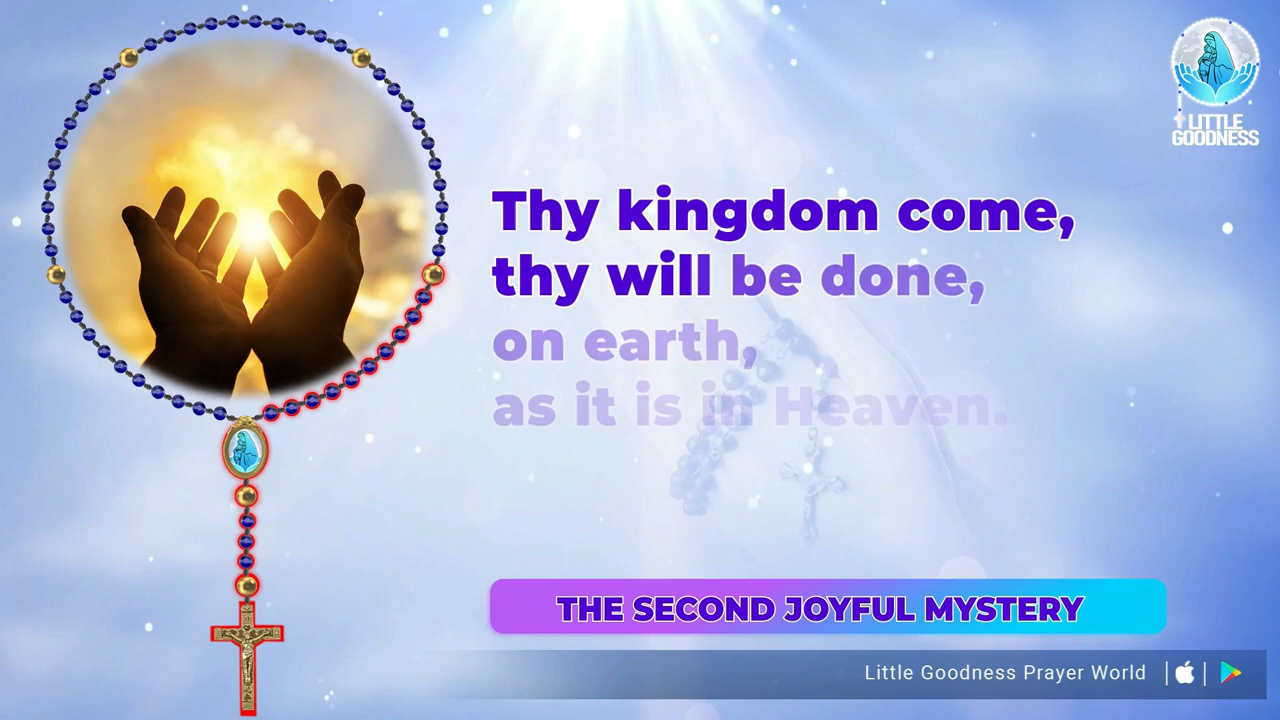 LITTLE
GOODNESS
Thy kingdom come,
thy will be done,
on earth,
as it is in Heaven.
THE SECOND JOYFUL MYSTERY
Little Goodness Prayer World